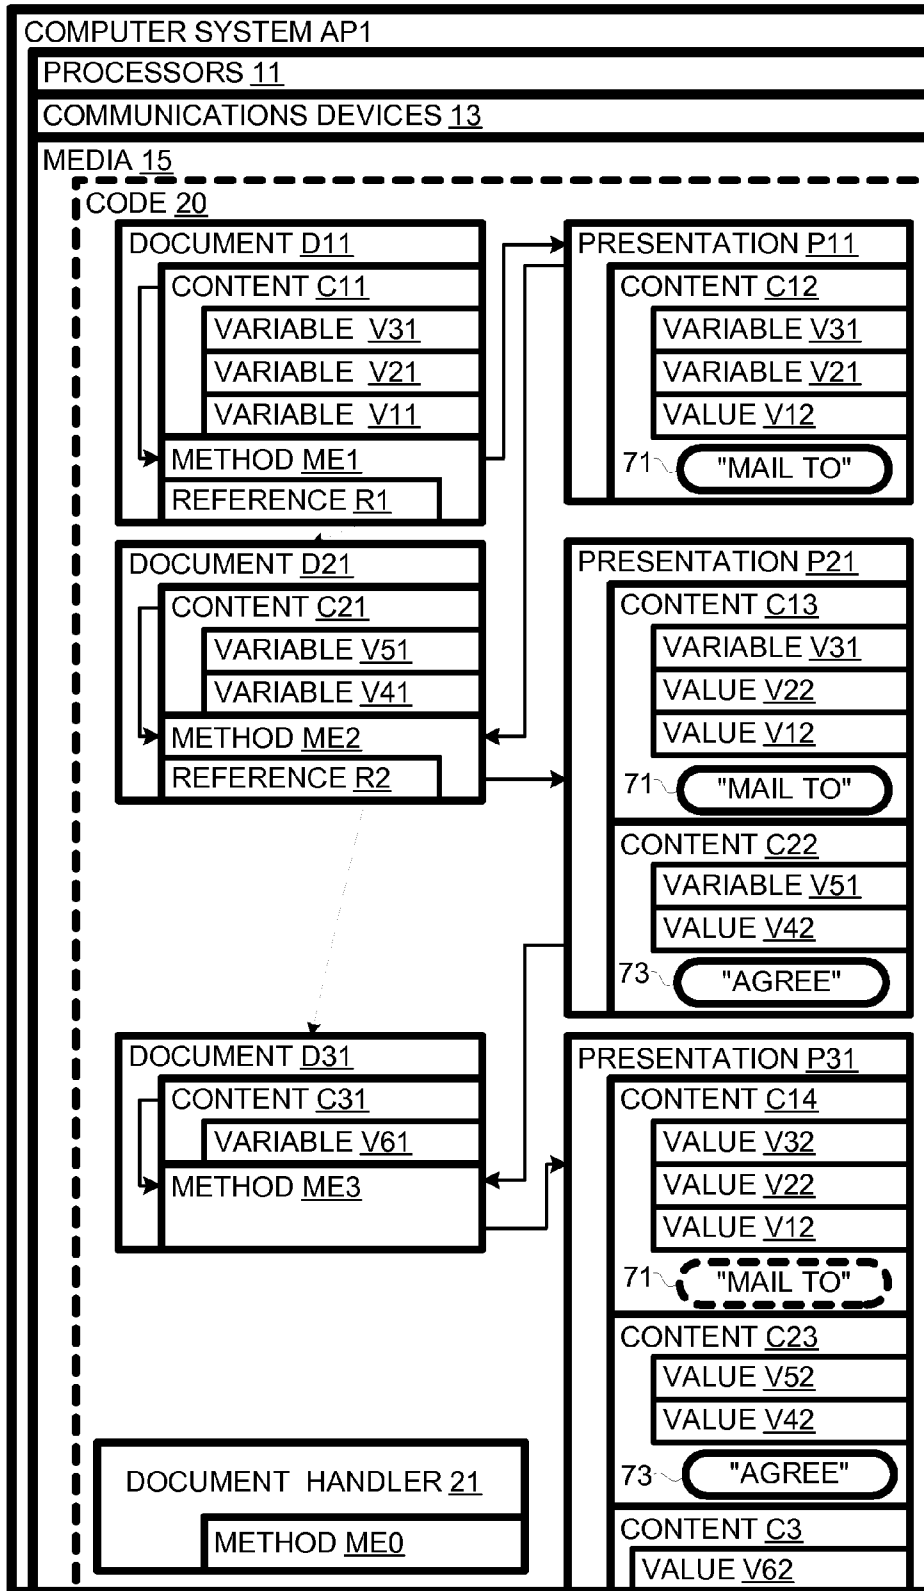 COMPUTER SYSTEM AP1
PROCESSORS 11
COMMUNICATIONS DEVICES 13
MEDIA 15
CODE 20
DOCUMENT D11
CONTENT C11
VARIABLE V31
VARIABLE V21
VARIABLE V11
METHOD ME1
REFERENCE R1
DOCUMENT D21
CONTENT C21
VARIABLE V51
VARIABLE V41
METHOD ME2
REFERENCE R2
DOCUMENT D31
CONTENT C31
VARIABLE V61
METHOD ME3
DOCUMENT HANDLER 21
METHOD ME0
PRESENTATION P11
CONTENT C12
VARIABLE V31
VARIABLE V21
VALUE V12
71 "MAIL TO"
PRESENTATION P21
CONTENT C13
VARIABLE V31
VALUE V22
VALUE V12
71 "MAIL TO"
CONTENT C22
VARIABLE V51
VALUE V42
73 "AGREE"
PRESENTATION P31
CONTENT C14
VALUE V32
VALUE V22
VALUE V12
71 "MAIL TO"
CONTENT C23
VALUE V52
VALUE V42
73 "AGREE"
CONTENT C3
VALUE V62